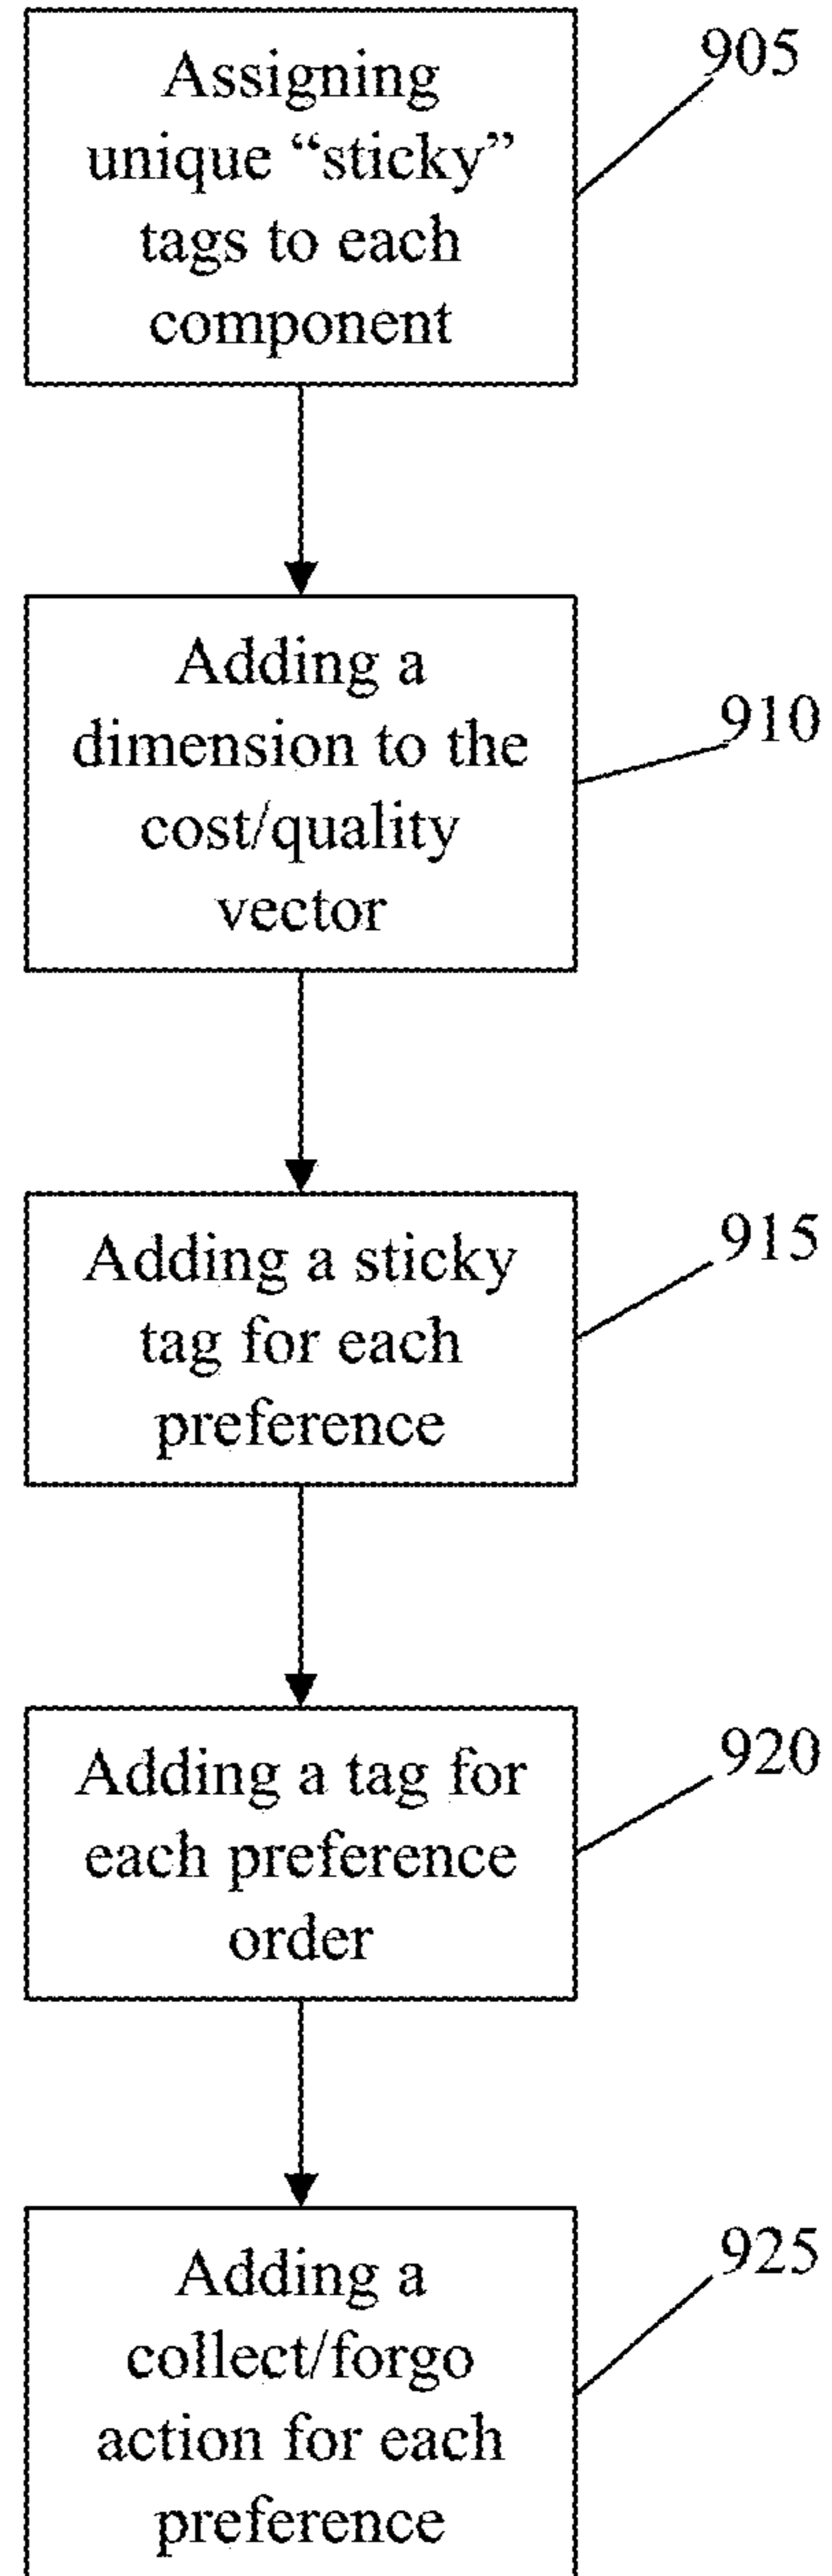 Assigning
unique “sticky”
tags to each
component
905
Adding a
dimension to the
cost/quality
vector
910
Adding a sticky
tag for each
preference
915
Adding a tag for
each preference
order
920
Adding a
collect/forgo
action for each
preference
925